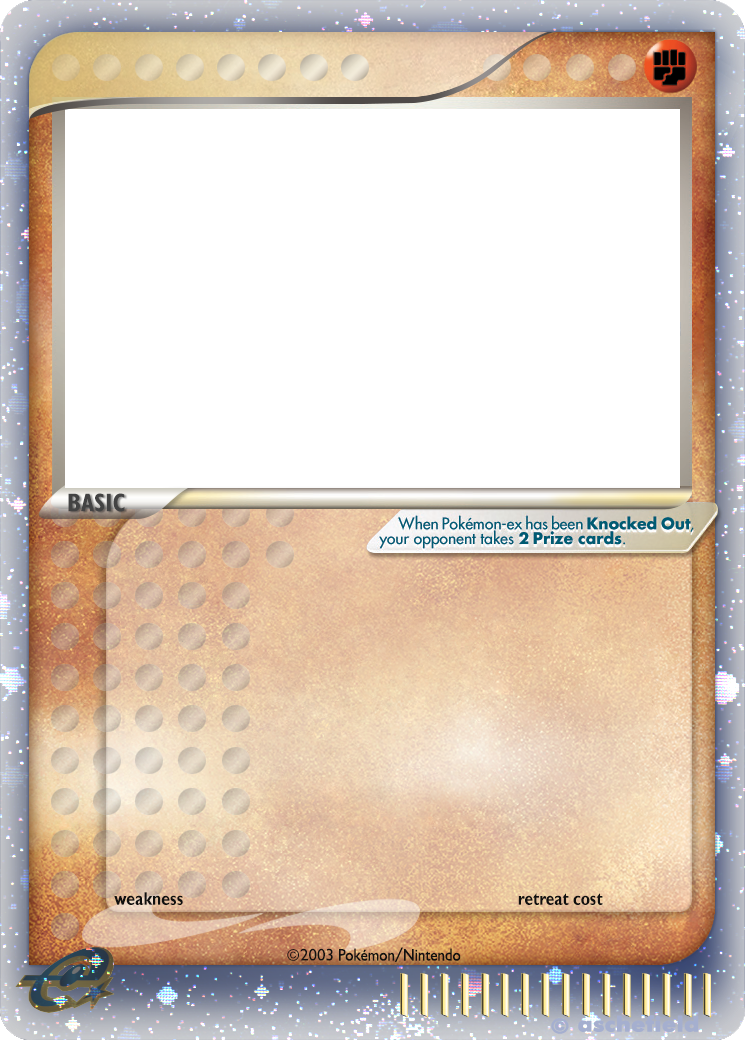 BASIC
When Pokémon-ex has been Knocked Out,
your opponent takes 2 Prize cards.
weakness retreat cost
©2003 Pokémon/Nintendo
© aschefield